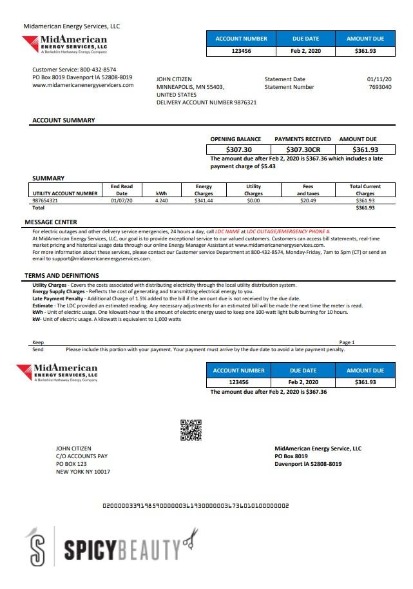 Midamerican Energy Services, LLC
MIDAMERICAN
ENERGY SERVICES, LLC
A Berkshire Hathaway Energy Company
ACCOUNT NUMBER DUE DATE AMOUNT DUE
123456 Feb 2, 2020 $361.93
Customer Service: 800-432-8574
PO Box 8019 Davenport IA 52808-8019
www.midamericanenergyservicers.com
JOHN CITIZEN
MINNEAPOLIS, MN 55403,
UNITED STATES
DELIVERY ACCOUNT NUMBER 9876321
Statement Date 01/11/20
Statement Number 7693040
ACCOUNT SUMMARY
OPENING BALANCE PAYMENTS RECEIVED AMOUNT DUE
$307.30 $307.30CR $361.93
The amount due after Feb 2, 2020 is $367.36 which includes a late
payment charge of $5.43
SUMMARY
UTILITY ACCOUNT NUMBER End Read Date kWh Energy Charges Utility Charges Fees and taxes Total Current Charges
987654321 01/07/20 4.240 $341.44 $0.00 $20.49 $361.93
Total $361.93
MESSAGE CENTER
For electric outages and other delivery service emergencies, 24 hours a day, call LDC NAME at LDC OUTAGE/EMERGENCY PHONE #.
At MidAmerican Energy Services, LLC, our goal is to provide exceptional service to our valued customers. Customers can access bill statements, real-time
market pricing and historical usage data through our online Energy Manager Assistant at www.midamericanenergyservices.com.
For more information about these services, please contact our Customer service Department at 800-432-8574, Monday-Friday, 7am to 5pm (CT) or send an
email to support@midamericanenergyservices.com.
TERMS AND DEFINITIONS
Utility Charges - Covers the costs associated with distributing electricity through the local utility distribution system.
Energy Supply Charges - Reflects the cost of generating and transmitting electrical energy to you.
Late Payment Penalty - Additional Charge of 1.5% added to the bill if the amount due is not received by the due date.
Estimate - The LDC provided an estimated reading. Any necessary adjustments for an estimated bill will be made the next time the meter is read.
kWh - Unit of electricity usage. One kilowatt-hour is the amount of electric energy used to keep one 100-watt light bulb burning for 10 hours.
kW - Unit of electric usage. A kilowatt is equivalent to 1,000 watts
Keep Page 1
Send Please include this portion with your payment. Your payment must arrive by the due date to avoid a late payment penalty.
MIDAMERICAN
ENERGY SERVICES, LLC
A Berkshire Hathaway Energy Company
ACCOUNT NUMBER DUE DATE AMOUNT DUE
123456 Feb 2, 2020 $361.93
The amount due after Feb 2, 2020 is $367.36
JOHN CITIZEN
C/O ACCOUNTS PAY
PO BOX 123
NEW YORK NY 10017
MidAmerican Energy Service, LLC
PO Box 8019
Davenport IA 52808-8019
S SPICYBEAUTY